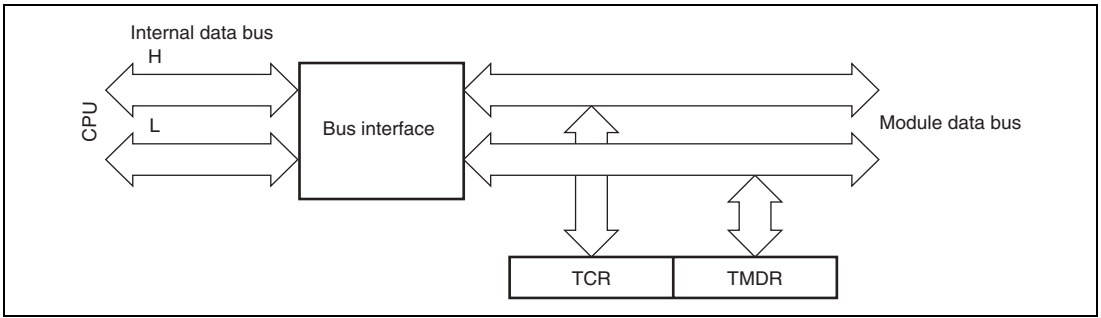 Internal data bus
H
CPU
L
Bus interface
Module data bus
TCR
TMDR